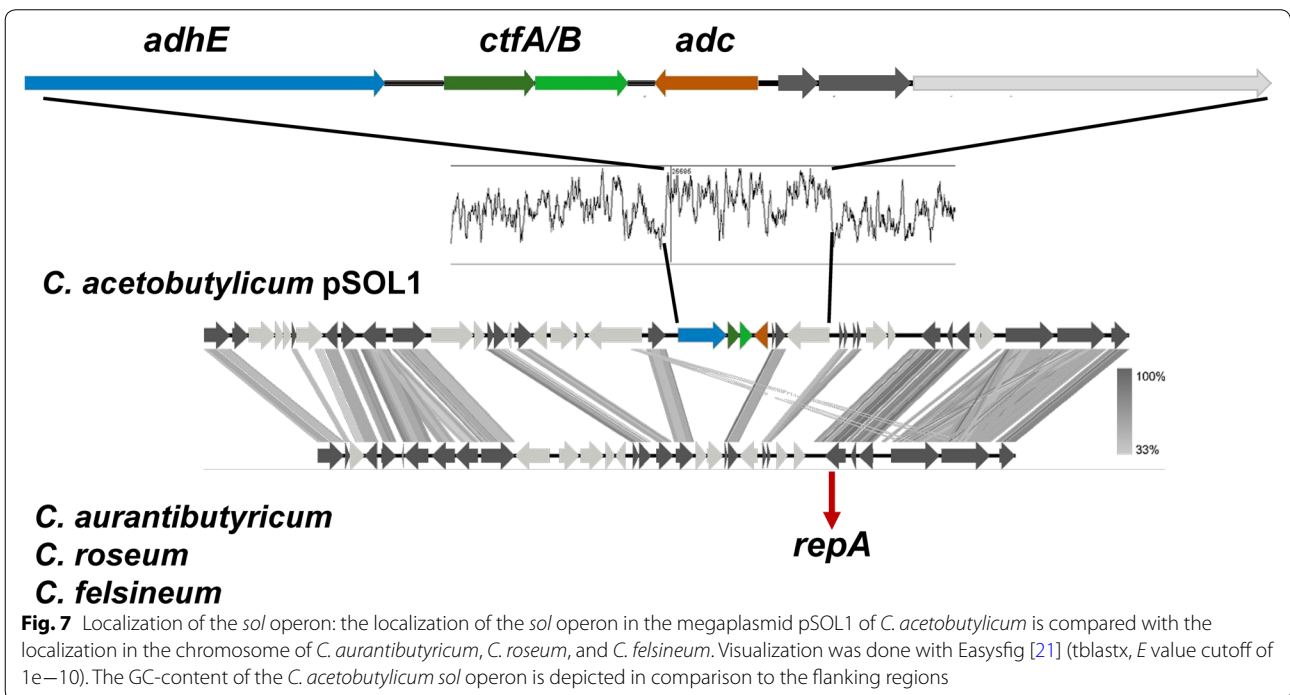 adhE ctfA/B adc
25695
C. acetobutylicum pSOL1
100%
33%
C. aurantibutyricum
C. roseum
C. felsineum
repA
Fig. 7 Localization of the sol operon: the localization of the sol operon in the megaplasmid pSOL1 of C. acetobutylicum is compared with the
localization in the chromosome of C. aurantibutyricum, C. roseum, and C. felsineum. Visualization was done with Easysfig [21] (tblastx, E value cutoff of
1e−10). The GC-content of the C. acetobutylicum sol operon is depicted in comparison to the flanking regions